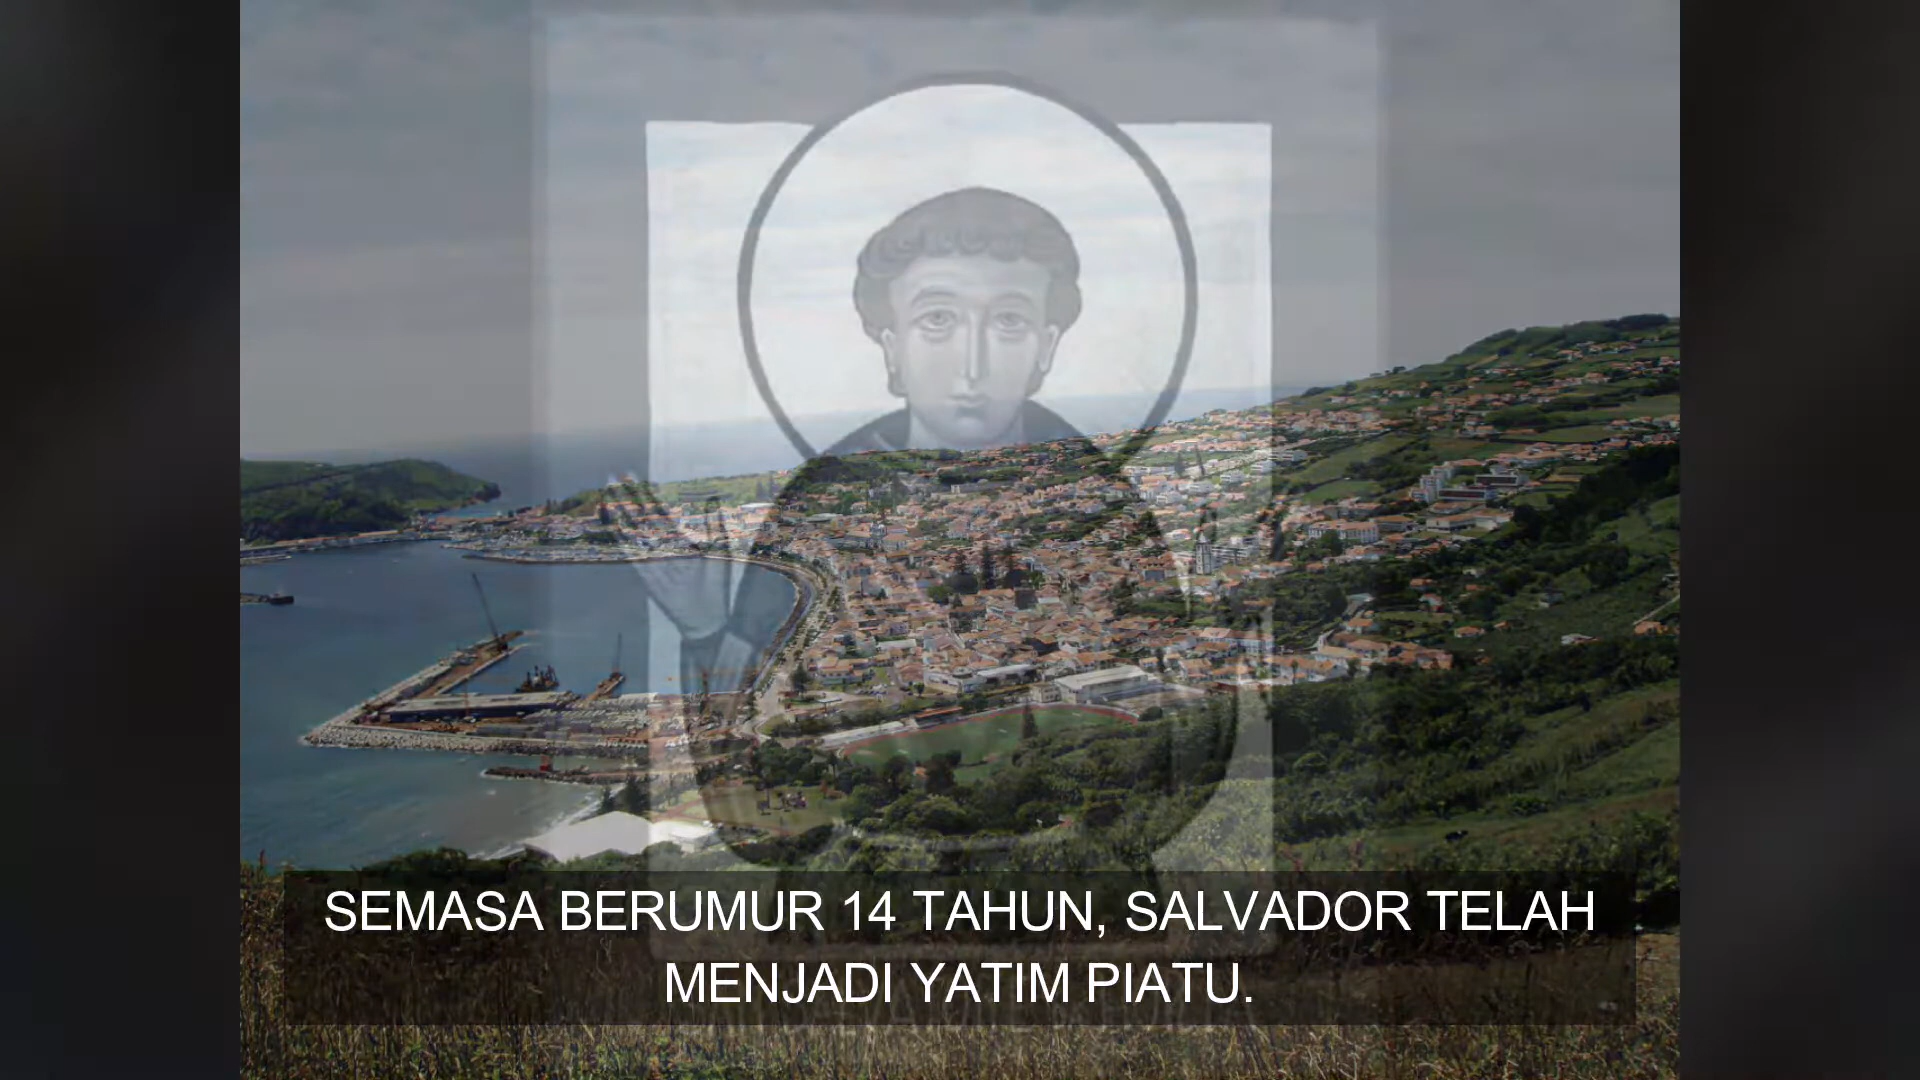 SEMASA BERUMUR 14 TAHUN, SALVADOR TELAH
MENJADI YATIM PIATU.